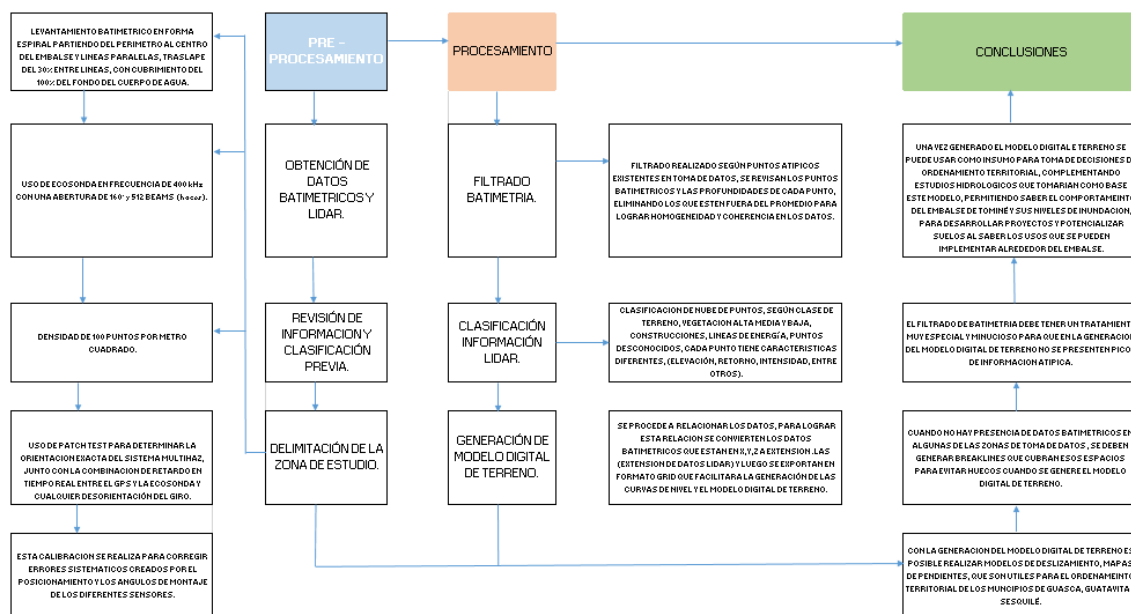 LEVANTAMIENTO BATIMETRICO EN FORMA
ESPIRAL PARTIENDO DEL PERIMETRO AL CENTRO
DEL EMBALSE Y LINEAS PARALELAS, TRASLAPE
DEL 30% ENTRE LINEAS, CON CUBRIMIENTO DEL
100% DEL FONDO DEL CUERPO DE AGUA.
USO DE ECOSONDA EN FRECUENCIA DE 400 kHz
CON UNA ABERTURA DE 160° y 512 BEAMS (haces).
DENSIDAD DE 100 PUNTOS POR METRO
CUADRADO.
USO DE PATCH TEST PARA DETERMINAR LA
ORIENTACION EXACTA DEL SISTEMA MULTIHAZ,
JUNTO CON LA COMBINACION DE RETARDO EN
TIEMPO REAL ENTRE EL GPS Y LA ECOSONDA Y
CUALQUIER DESORIENTACIÓN DEL GIRO.
ESTA CALIBRACION SE REALIZA PARA CORREGIR
ERRORES SISTEMATICOS CREADOS POR EL
POSICIONAMIENTO Y LOS ANGULOS DE MONTAJE
DE LOS DIFERENTES SENSORES.
PRE -
PROCESAMIENTO
OBTENCIÓN DE
DATOS
BATIMETRICOS Y
LIDAR.
REVISIÓN DE
INFORMACION Y
CLASIFICACIÓN
PREVIA.
DELIMITACIÓN DE LA
ZONA DE ESTUDIO.
PROCESAMIENTO
FILTRADO
BATIMETRIA.
CLASIFICACIÓN
INFORMACIÓN LIDAR.
GENERACIÓN DE
MODELO DIGITAL DE
TERRENO.
FILTRADO REALIZADO SEGÚN PUNTOS ATIPICOS
EXISTENTES EN TOMA DE DATOS, SE REVISAN LOS PUNTOS
BATIMETRICOS Y LAS PROFUNDIDADES DE CADA PUNTO,
ELIMINANDO LOS QUE ESTEN FUERA DEL PROMEDIO PARA
LOGRAR HOMOGENEIDAD Y COHERENCIA EN LOS DATOS.
CLASIFICACION DE NUBE DE PUNTOS, SEGÚN CLASE DE
TERRENO, VEGETACION ALTA MEDIA Y BAJA,
CONSTRUCCIONES, LINEAS DE ENERGÍA, PUNTOS
DESCONOCIDOS, CADA PUNTO TIENE CARACTERISTICAS
DIFERENTES, (ELEVACIÓN, RETORNO, INTENSIDAD, ENTRE
OTROS).
SE PROCEDE A RELACIONAR LOS DATOS, PARA LOGRAR
ESTA RELACION SE CONVIERTEN LOS DATOS
BATIMETRICOS QUE ESTAN EN X,Y,Z A EXTENSION .LAS
(EXTENSION DE DATOS LIDAR) Y LUEGO SE EXPORTAN EN
FORMATO GRID QUE FACILITARA LA GENERACIÓN DE LAS
CURVAS DE NIVEL Y EL MODELO DIGITAL DE TERRENO.
CONCLUSIONES
UNA VEZ GENERADO EL MODELO DIGITAL E TERRENO SE
PUEDE USAR COMO INSUMO PARA TOMA DE DECISIONES D
ORDENAMIENTO TERRITORIAL, COMPLEMENTANDO
ESTUDIOS HIDROLOGICOS QUE TOMARIAN COMO BASE
ESTE MODELO, PERMITIENDO SABER EL COMPORTAMEINTO
DEL EMBALSE DE TOMINÉ Y SUS NIVELES DE INUNDACION,
PARA DESARROLLAR PROYECTOS Y POTENCIALIZAR
SUELOS AL SABER LOS USOS QUE SE PUEDEN
IMPLEMENTAR ALREDEDOR DEL EMBALSE.
EL FILTRADO DE BATIMETRIA DEBE TENER UN TRATAMIENTO
MUY ESPECIAL Y MINUCIOSO PARA QUE EN LA GENERACION
DEL MODELO DIGITAL DE TERRENO NO SE PRESENTEN PICO
DE INFORMACION ATIPICA.
CUANDO NO HAY PRESENCIA DE DATOS BATIMETRICOS EN
ALGUNAS DE LAS ZONAS DE TOMA DE DATOS , SE DEBEN
GENERAR BREAKLINES QUE CUBRAN ESOS ESPACIOS
PARA EVITAR HUECOS CUANDO SE GENERE EL MODELO
DIGITAL DE TERRENO.
CON LA GENERACION DEL MODELO DIGITAL DE TERRENO ES
POSIBLE REALIZAR MODELOS DE DESLIZAMIENTO, MAPAS
DE PENDIENTES, QUE SON UTILES PARA EL ORDENAMEINTO
TERRITORIAL DE LOS MUNCIPIOS DE GUASCA, GUATAVITA
SESQUILÉ.